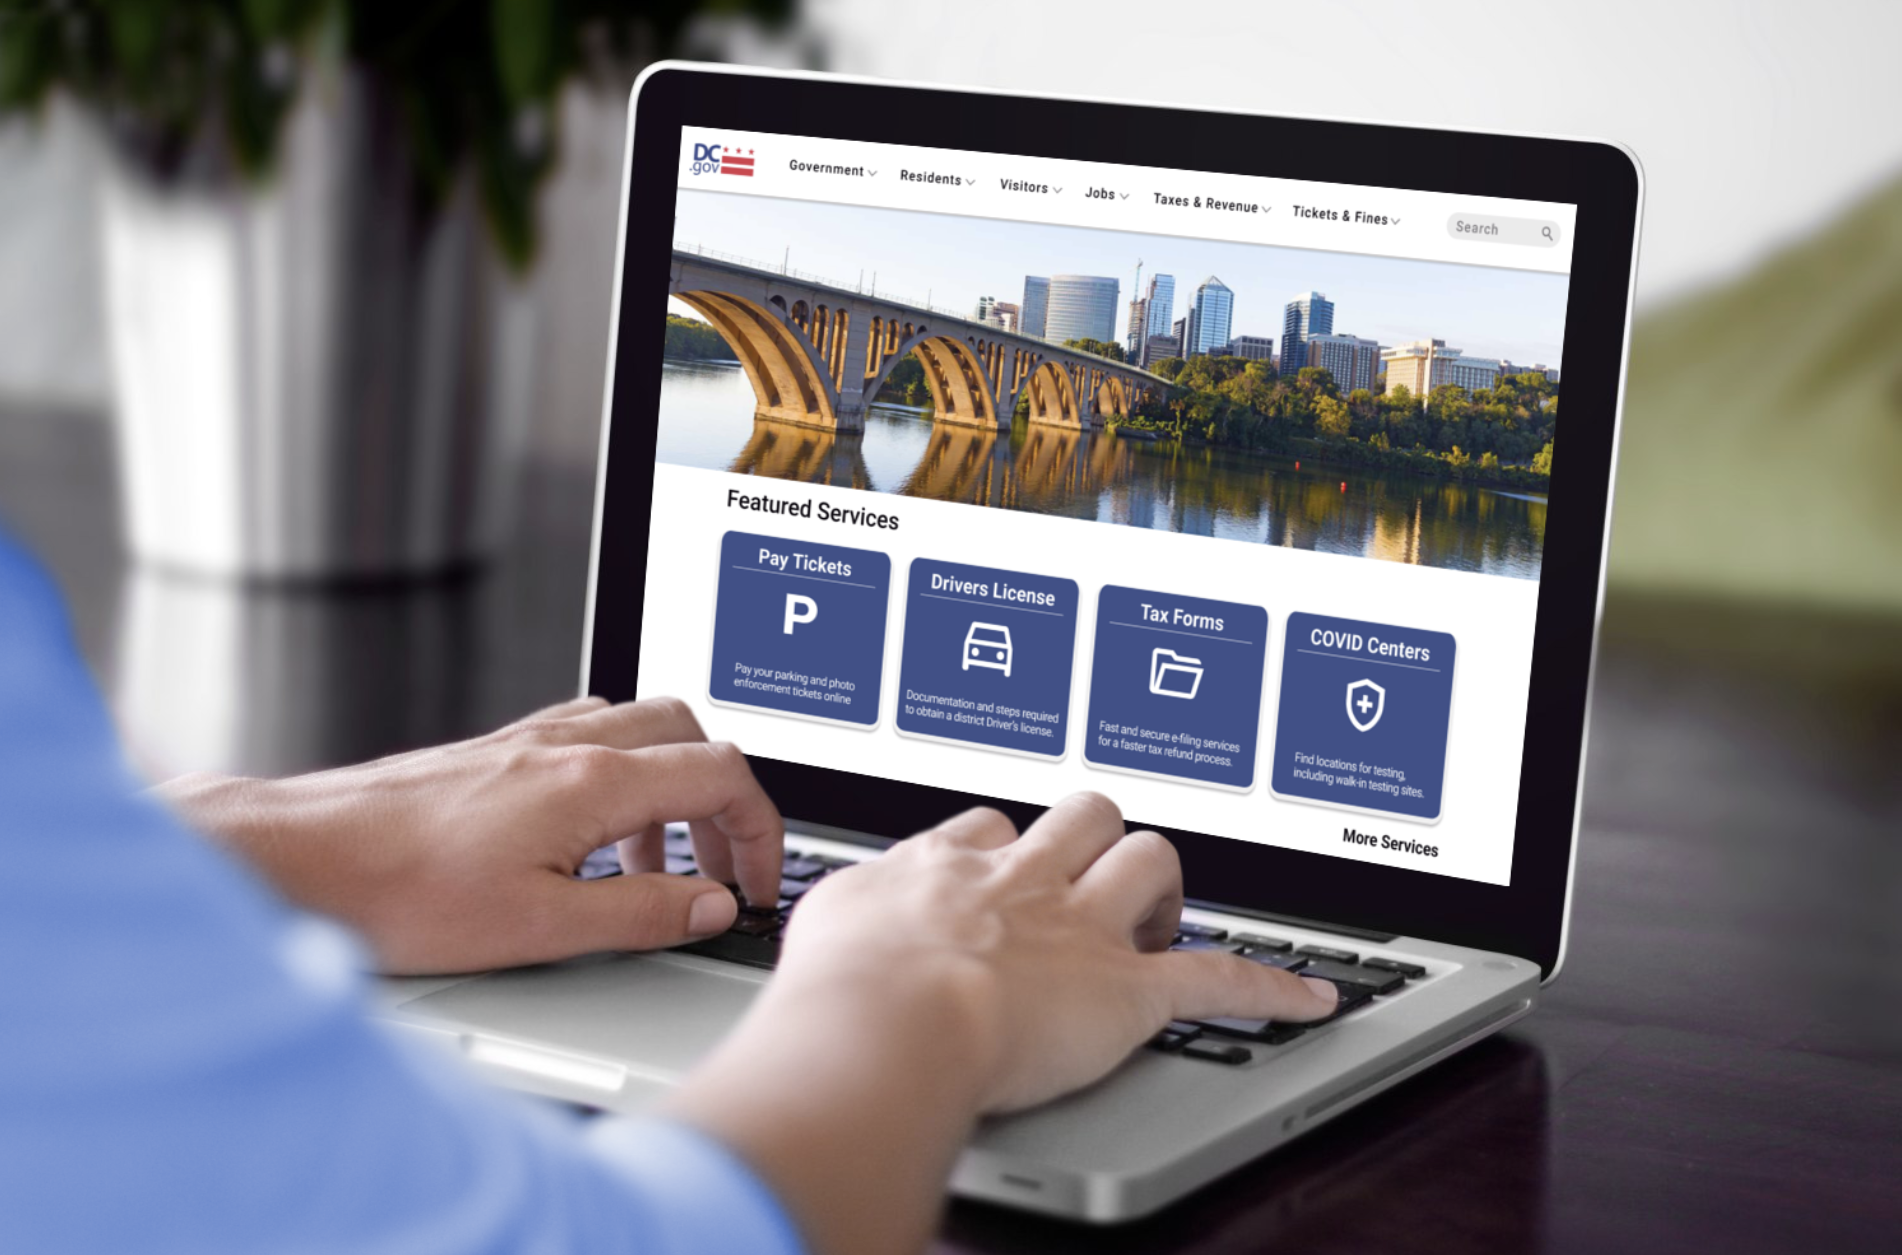 DC
.gov
Government
Residents
Visitors
Jobs
Taxes & Revenue
Tickets & Fines
Search
Featured Services
Pay Tickets
P
Pay your parking and photo
enforcement tickets online
Drivers License
Documentation and steps required
to obtain a district Driver's license.
Tax Forms
Fast and secure e-filing services
for a faster tax refund process.
COVID Centers
Find locations for testing,
including walk-in testing sites.
More Services